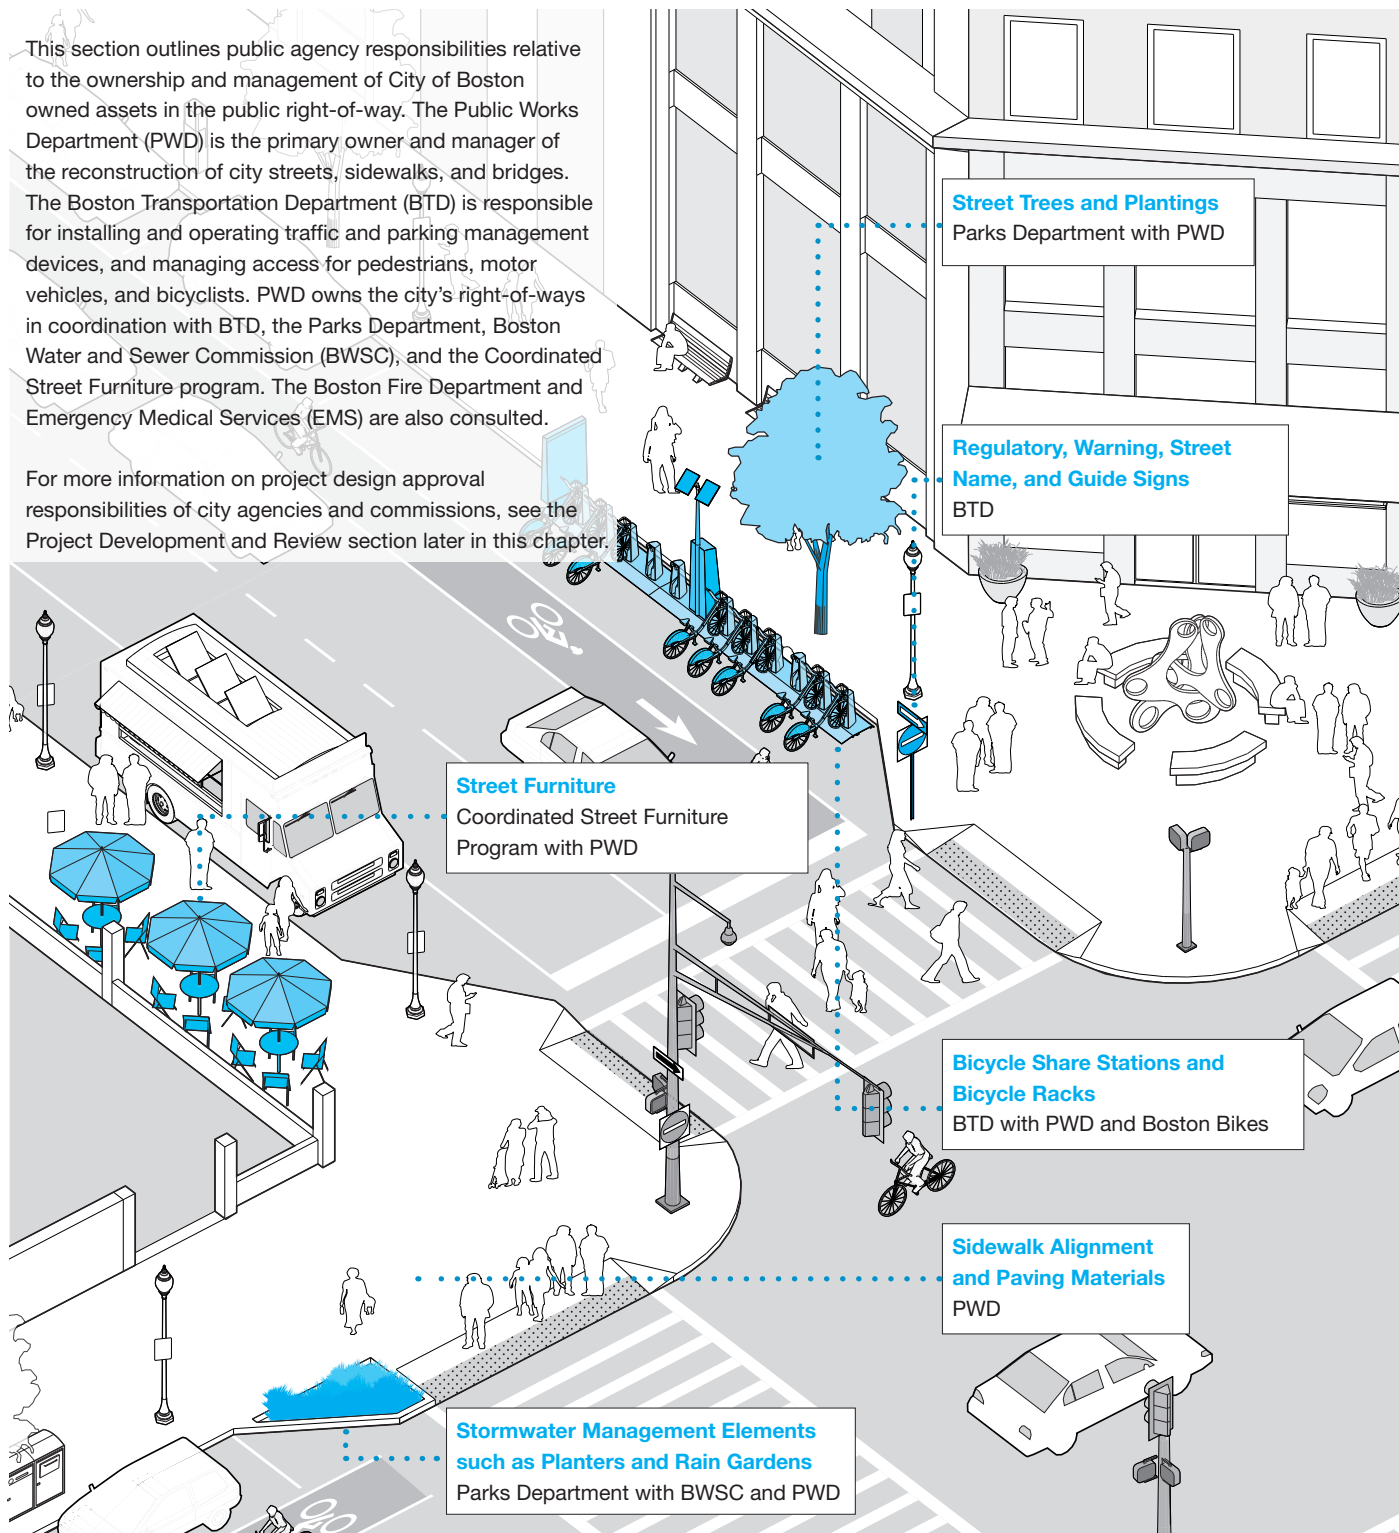 This section outlines public agency responsibilities relative
to the ownership and management of City of Boston
owned assets in the public right-of-way. The Public Works
Department (PWD) is the primary owner and manager of
the reconstruction of city streets, sidewalks, and bridges.
The Boston Transportation Department (BTD) is responsible
for installing and operating traffic and parking management
devices, and managing access for pedestrians, motor
vehicles, and bicyclists. PWD owns the city’s right-of-ways
in coordination with BTD, the Parks Department, Boston
Water and Sewer Commission (BWSC), and the Coordinated
Street Furniture program. The Boston Fire Department and
Emergency Medical Services (EMS) are also consulted.
For more information on project design approval
responsibilities of city agencies and commissions, see the
Project Development and Review section later in this chapter.
Street Trees and Plantings
Parks Department with PWD
Regulatory, Warning, Street
Name, and Guide Signs
BTD
Street Furniture
Coordinated Street Furniture
Program with PWD
Bicycle Share Stations and
Bicycle Racks
BTD with PWD and Boston Bikes
Sidewalk Alignment
and Paving Materials
PWD
Stormwater Management Elements
such as Planters and Rain Gardens
Parks Department with BWSC and PWD